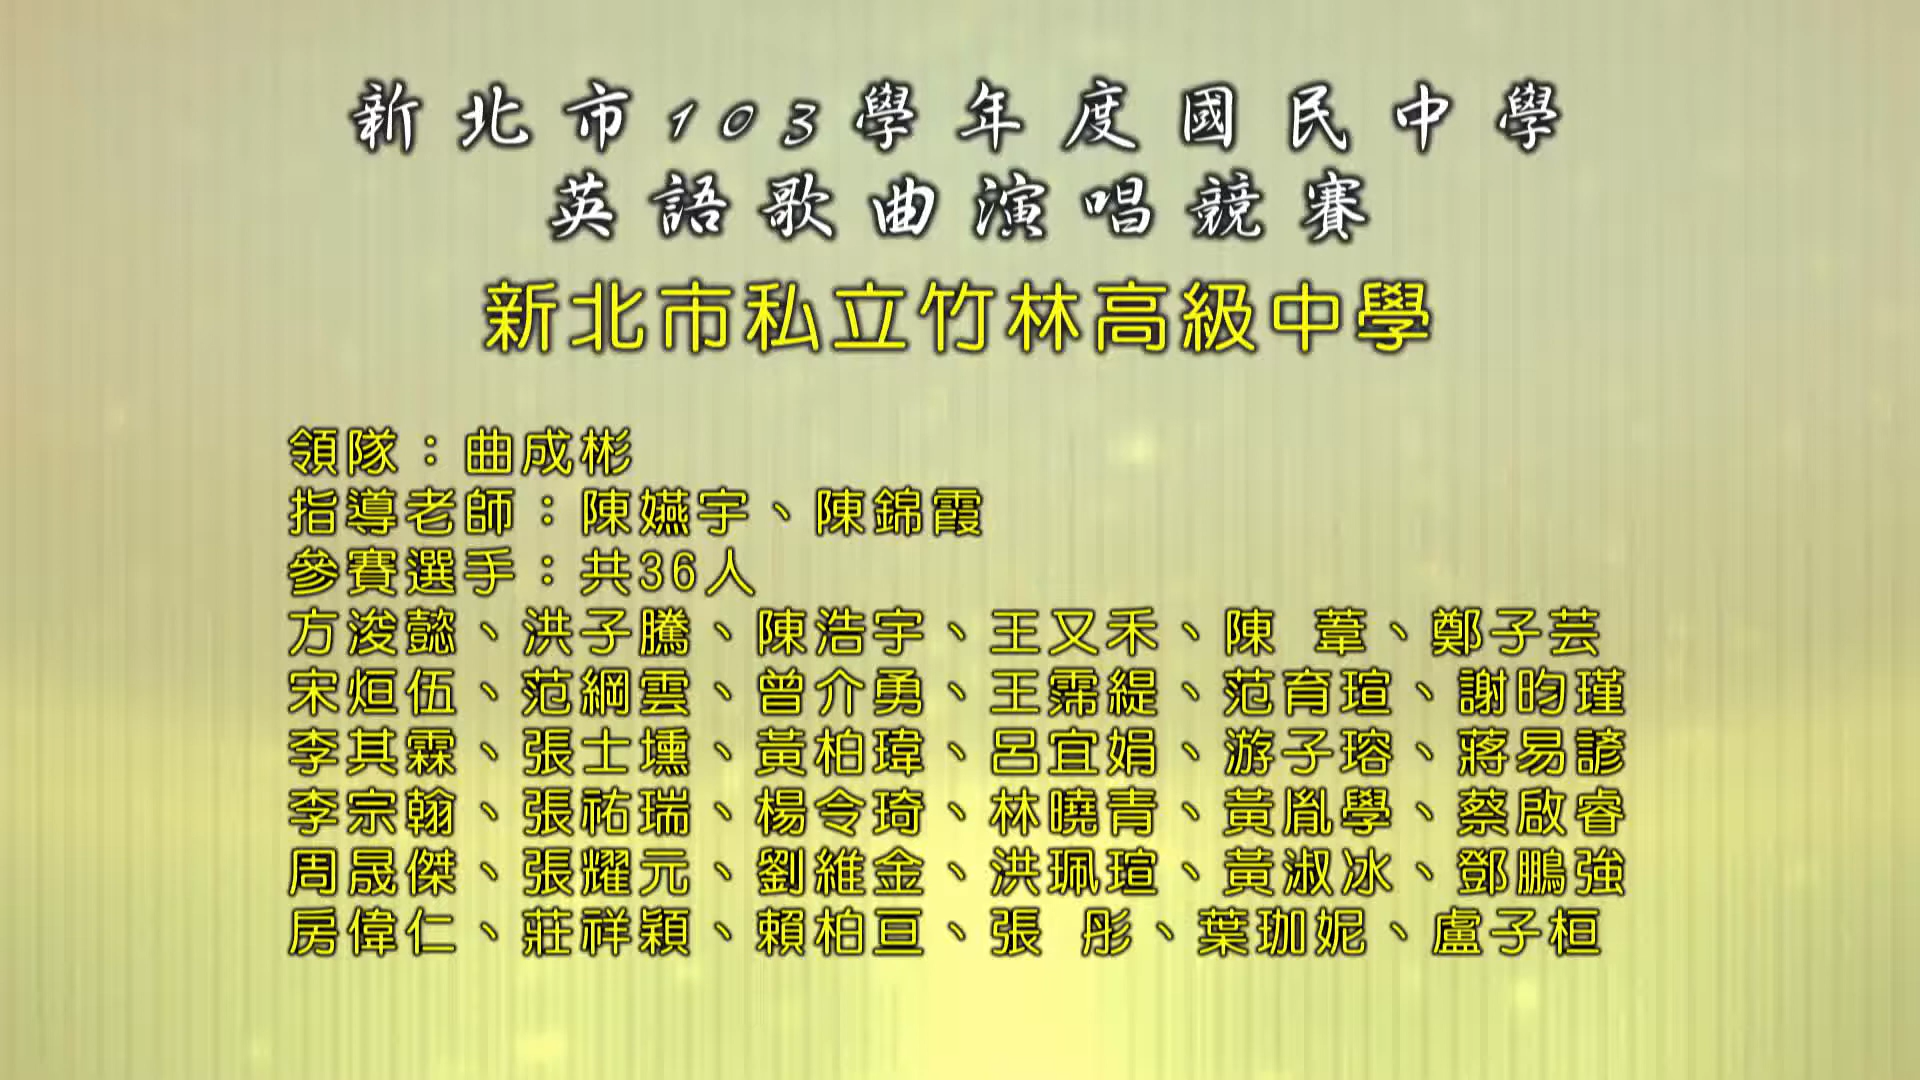 新北市103學年度國民中學
英語歌曲演唱競賽
新北市私立竹林高級中學
領隊：曲成彬
指導老師：陳嬿宇、陳錦霞
參賽選手：共36人
方浚懿、洪子騰、陳浩宇、王又禾、陳 葦、鄭子芸
宋烜伍、范綱雲、曾介勇、王霈緹、范育瑄、謝昀瑾
李其霖、張士壎、黃柏瑋、呂宜娟、游子瑢、蔣易諺
李宗翰、張祐瑞、楊令琦、林曉青、黃胤學、蔡啟睿
周晟傑、張耀元、劉維金、洪珮瑄、黃淑冰、鄧鵬強
房偉仁、莊祥穎、賴柏亘、張 彤、葉珈妮、盧子桓